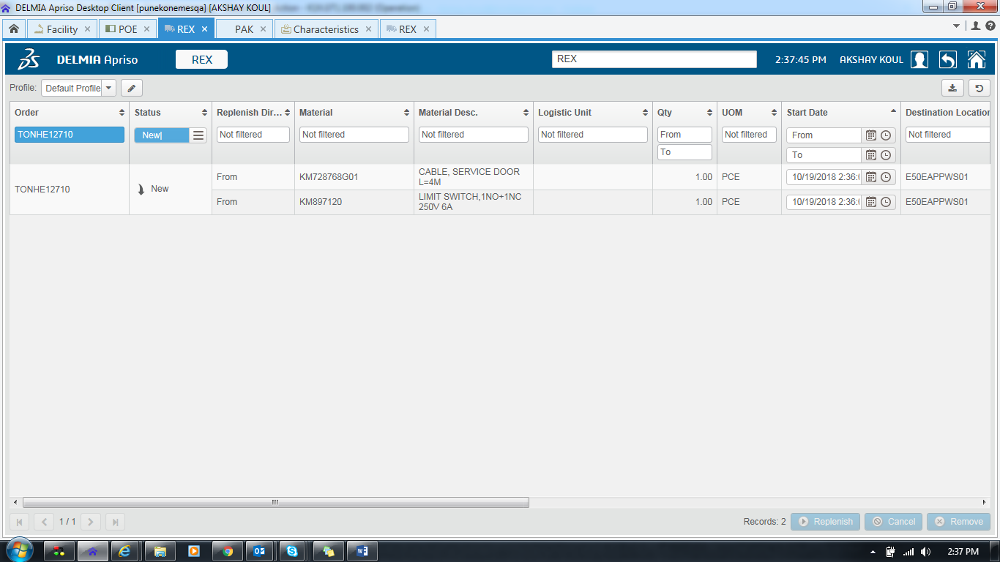 DELMIA Apriso Desktop Client [punekonemesqa] [AKSHAY KOUL]
Facility POE REX PAK Characteristics REX
DELMIA Apriso REX REX 2:37:45 PM AKSHAY KOUL
Profile: Default Profile
Order Status Replenish Dir... Material Material Desc. Logistic Unit Qty UOM Start Date Destination Location
TONHE12710 New Not filtered Not filtered Not filtered Not filtered From Not filtered From Not filtered
To To
TONHE12710 New From KM728768G01 CABLE, SERVICE DOOR L=4M 1.00 PCE 10/19/2018 2:36:0 E50EAPPWS01
From KM897120 LIMIT SWITCH,1NO+1NC 250V 6A 1.00 PCE 10/19/2018 2:36:0 E50EAPPWS01
1 / 1 Records: 2 Replenish Cancel Remove
2:37 PM